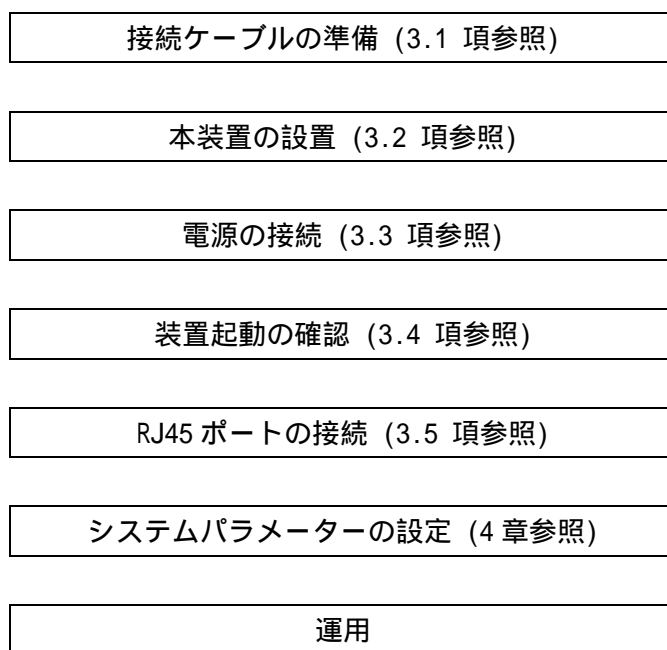 接続ケーブルの準備 (3.1 項参照)
本装置の設置 (3.2 項参照)
電源の接続 (3.3 項参照)
装置起動の確認 (3.4 項参照)
RJ45 ポートの接続 (3.5 項参照)
システムパラメーターの設定 (4 章参照)
運用